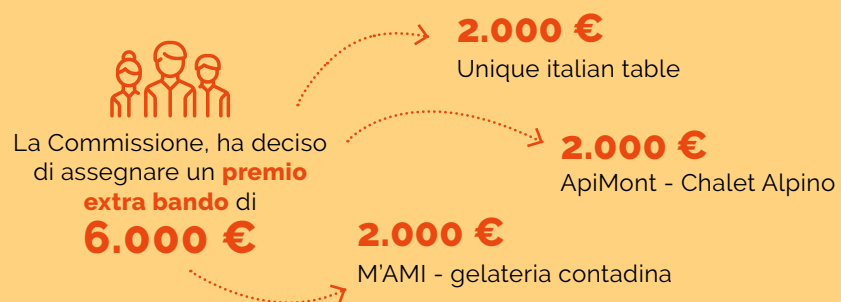 La Commissione, ha deciso
di assegnare un premio
extra bando di
6.000 €
2.000 €
Unique italian table
2.000 €
ApiMont - Chalet Alpino
2.000 €
M'AMI - gelateria contadina